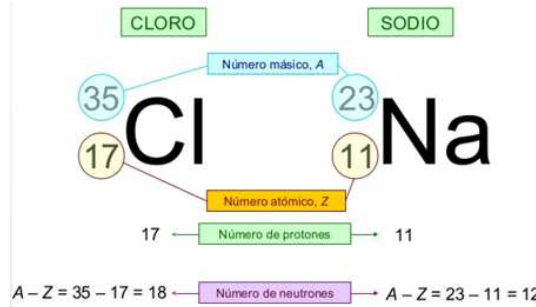 CLORO SODIO
Número másico, A
35 23
Cl Na
17 11
Número atómico, Z
17 Número de protones 11
A – Z = 35 – 17 = 18 Número de neutrones A – Z = 23 – 11 = 12